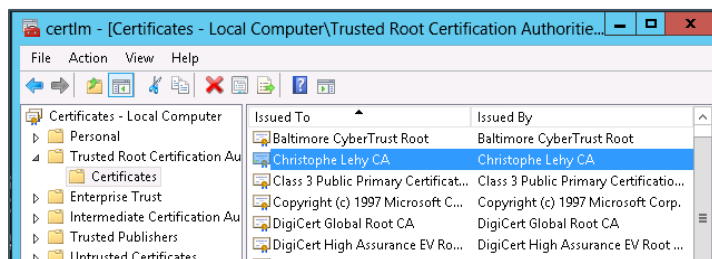 certlm - [Certificates - Local Computer\Trusted Root Certification Authoritie...
File Action View Help
Certificates - Local Computer
Personal
Trusted Root Certification Au
Certificates
Enterprise Trust
Intermediate Certification Au
Trusted Publishers
Untrusted Certificates
Issued To Issued By
Baltimore CyberTrust Root Baltimore CyberTrust Root
Christophe Lehy CA Christophe Lehy CA
Class 3 Public Primary Certificat... Class 3 Public Primary Certificatio...
Copyright (c) 1997 Microsoft C... Copyright (c) 1997 Microsoft Corp.
DigiCert Global Root CA DigiCert Global Root CA
DigiCert High Assurance EV Ro... DigiCert High Assurance EV Root ...